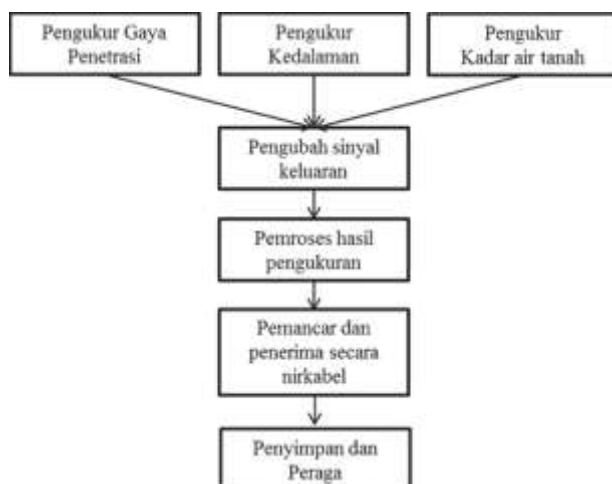 Pengukur Gaya
Penetrasi
Pengukur
Kedalaman
Pengukur
Kadar air tanah
Pengubah sinyal
keluaran
Pemroses hasil
pengukuran
Pemancar dan
penerima secara
nirkabel
Penyimpan dan
Peraga